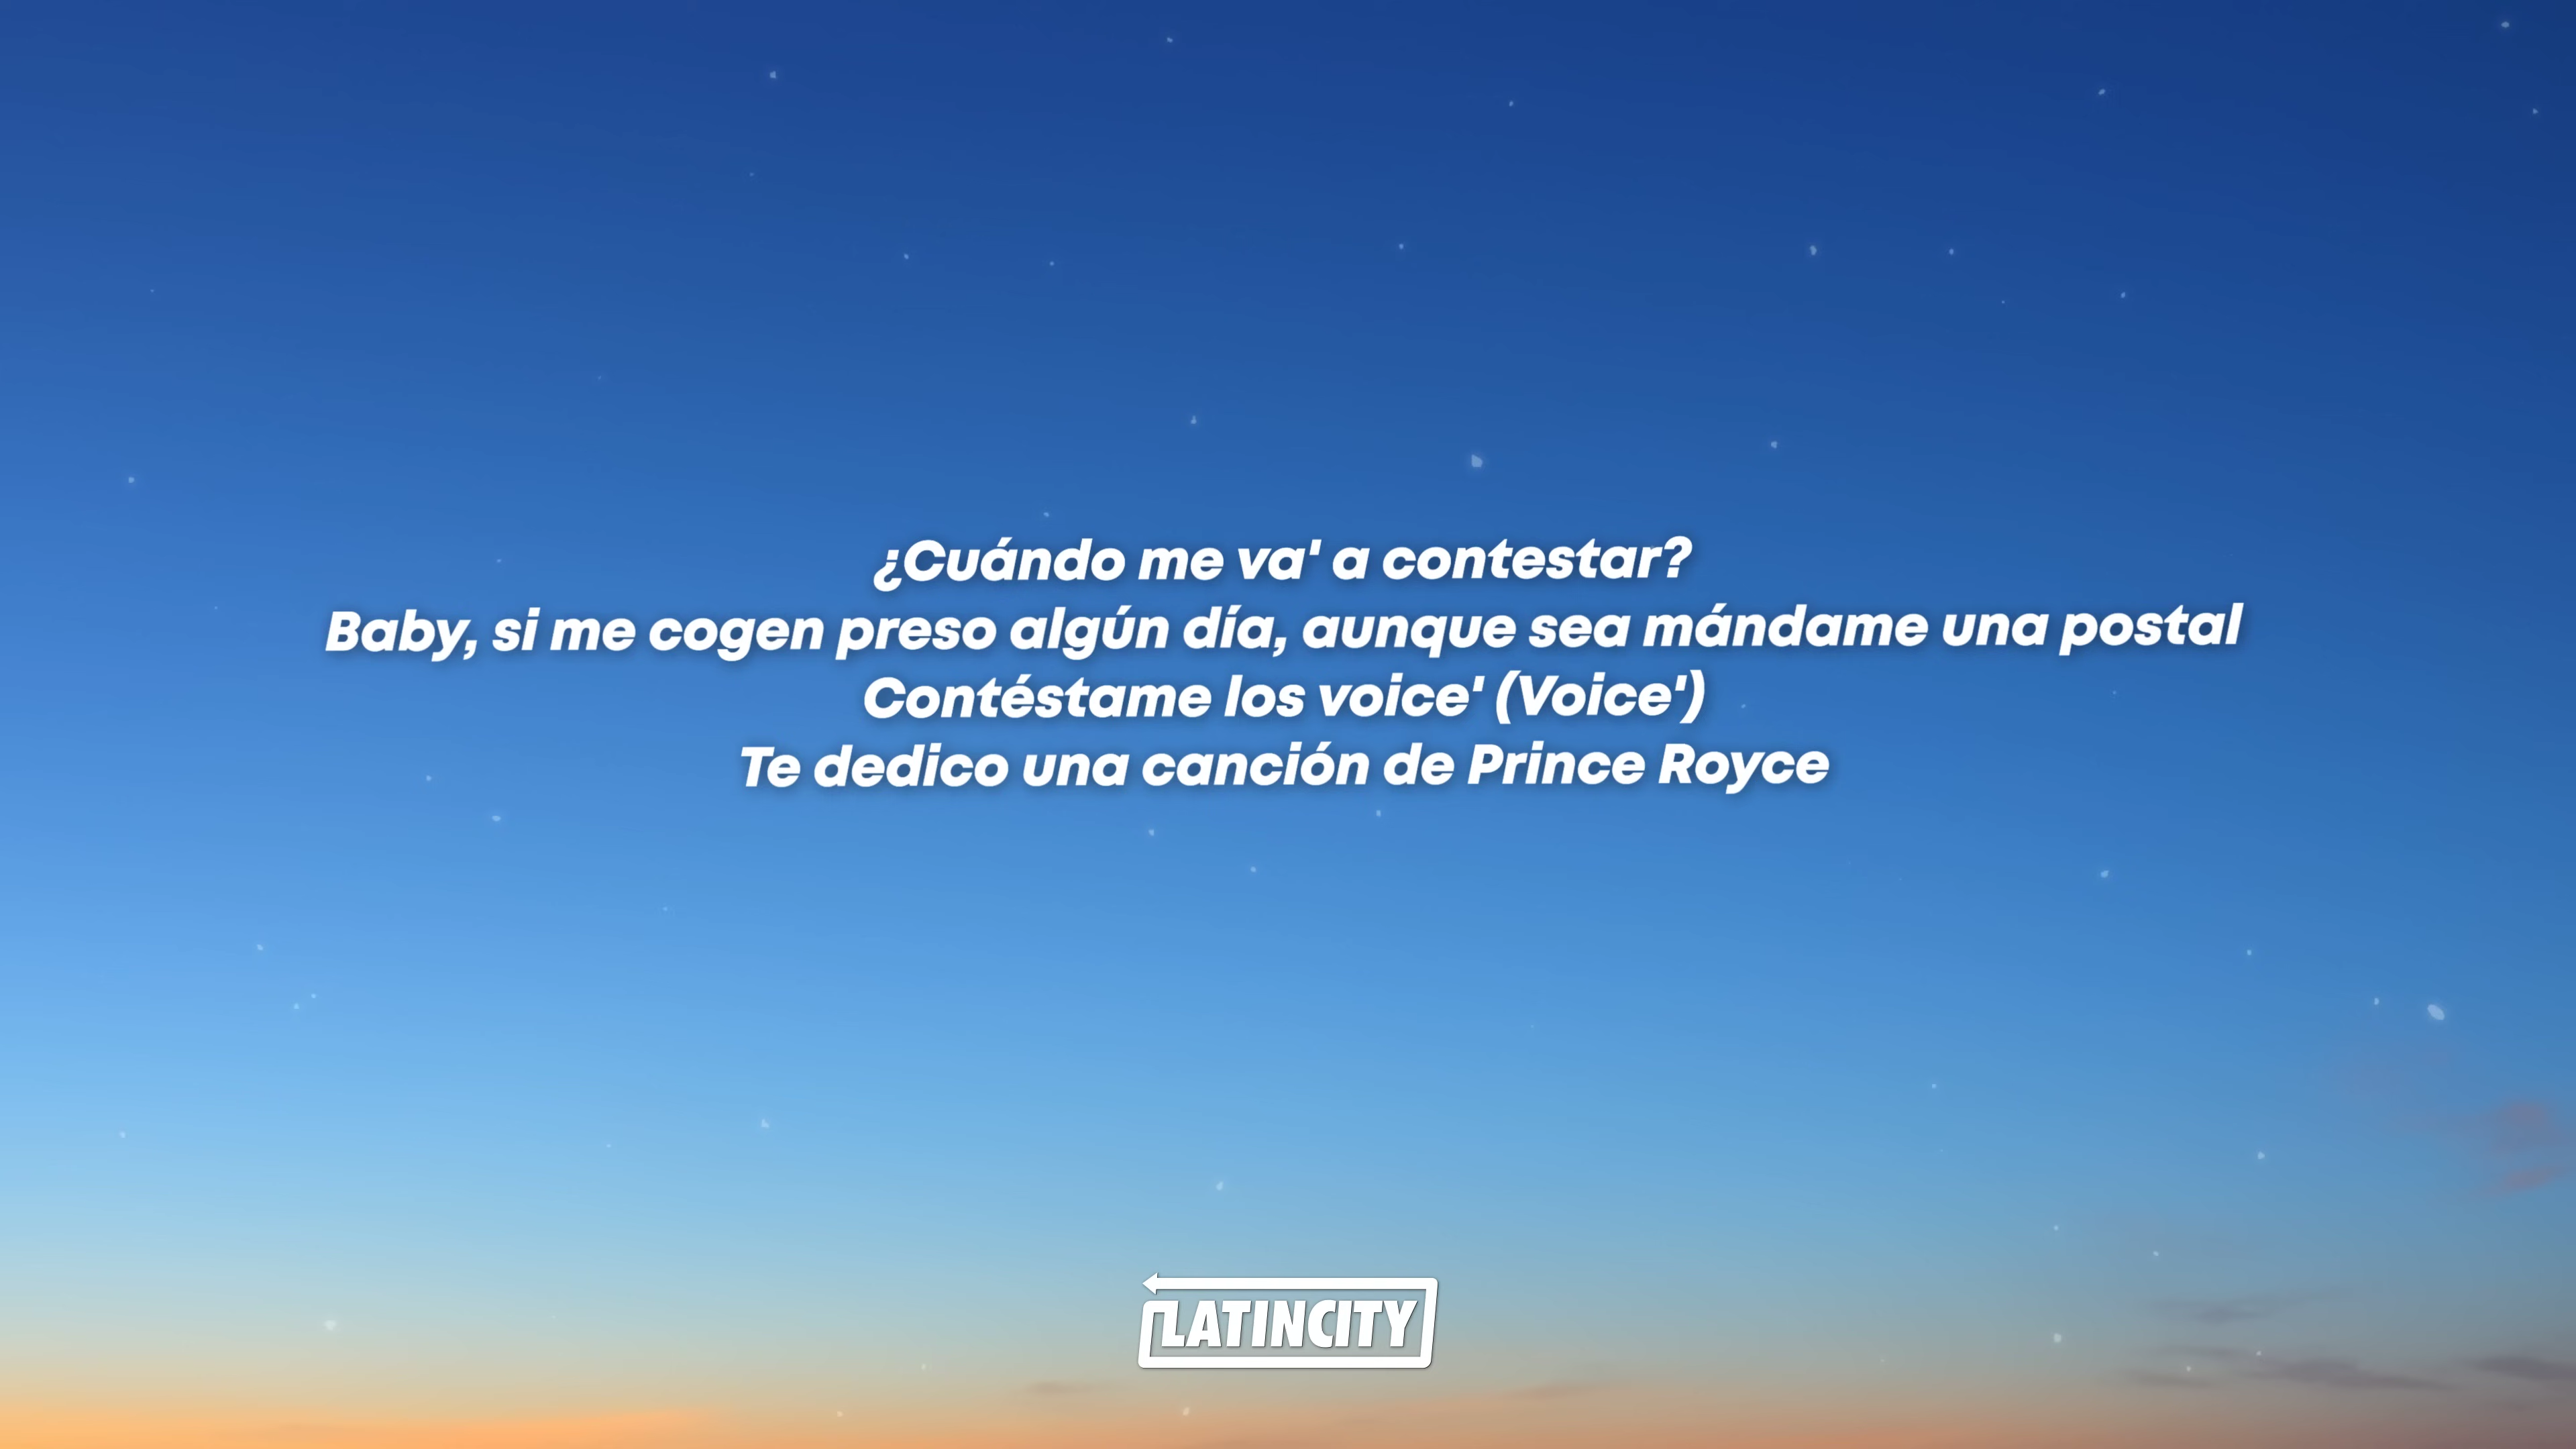 ¿Cuándo me va' a contestar?
Baby, si me cogen preso algún día, aunque sea mándame una postal
Contéstame los voice' (Voice')
Te dedico una canción de Prince Royce
LATINCITY